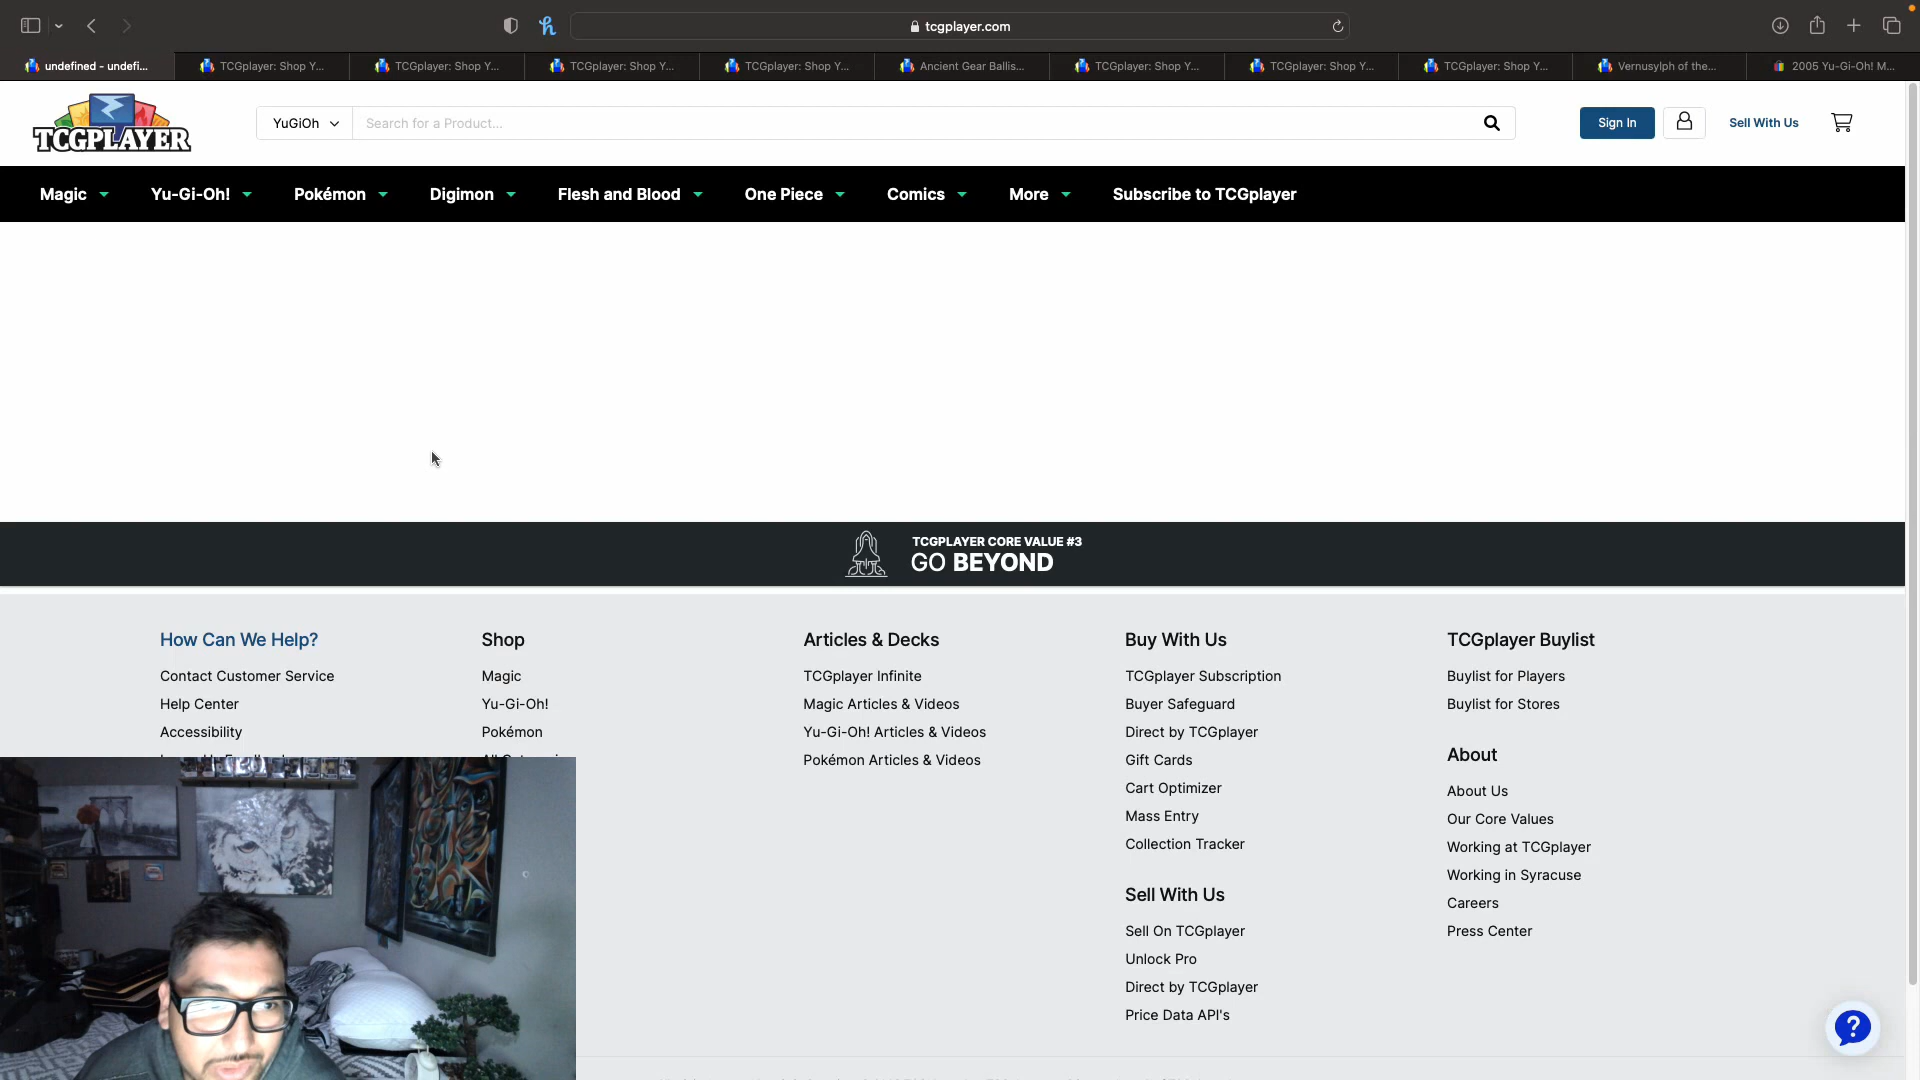 tcgplayer.com
undefined - undefi...
TCGplayer: Shop Y...
TCGplayer: Shop Y...
TCGplayer: Shop Y...
TCGplayer: Shop Y...
Ancient Gear Ballis...
TCGplayer: Shop Y...
TCGplayer: Shop Y...
TCGplayer: Shop Y...
Vernusylph of the...
2005 Yu-Gi-Oh! M...
TCGPLAYER
YuGiOh
Search for a Product...
Sign In
Sell With Us
Magic
Yu-Gi-Oh!
Pokémon
Digimon
Flesh and Blood
One Piece
Comics
More
Subscribe to TCGplayer
TCGPLAYER CORE VALUE #3
GO BEYOND
How Can We Help?
Contact Customer Service
Help Center
Accessibility
Shop
Magic
Yu-Gi-Oh!
Pokémon
Articles & Decks
TCGplayer Infinite
Magic Articles & Videos
Yu-Gi-Oh! Articles & Videos
Pokémon Articles & Videos
Buy With Us
TCGplayer Subscription
Buyer Safeguard
Direct by TCGplayer
Gift Cards
Cart Optimizer
Mass Entry
Collection Tracker
Sell With Us
Sell On TCGplayer
Unlock Pro
Direct by TCGplayer
Price Data API's
TCGplayer Buylist
Buylist for Players
Buylist for Stores
About
About Us
Our Core Values
Working at TCGplayer
Working in Syracuse
Careers
Press Center